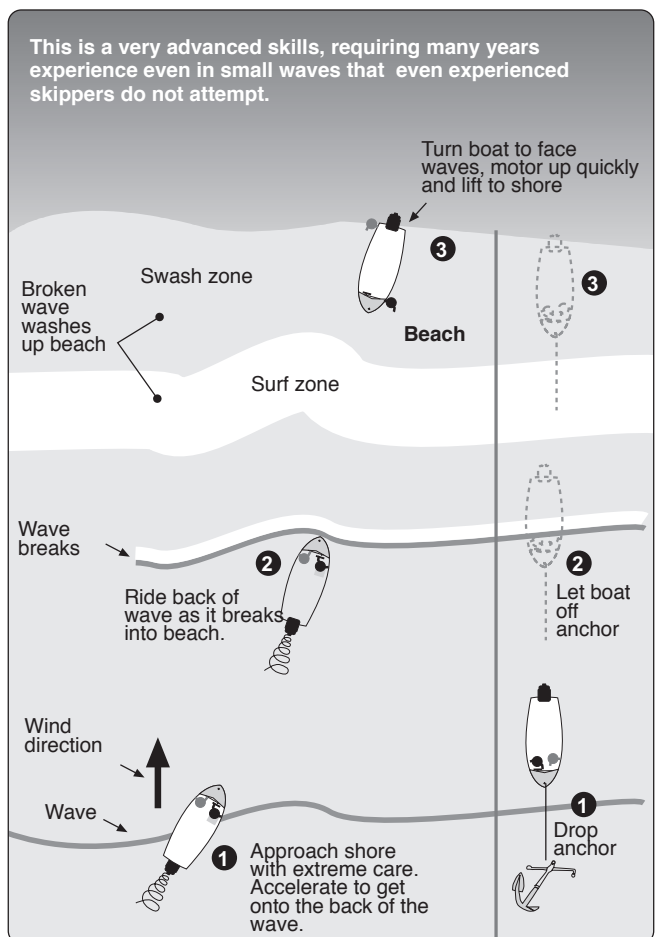 This is a very advanced skills, requiring many years
experience even in small waves that even experienced
skippers do not attempt.
Turn boat to face
waves, motor up quickly
and lift to shore
3
3
Swash zone
Broken
wave
washes
up beach
Beach
Surf zone
Wave
breaks
2
Ride back of
wave as it breaks
into beach.
2
Let boat
off
anchor
Wind
direction
Wave
1
Approach shore
with extreme care.
Accelerate to get
onto the back of the
wave.
1
Drop
anchor